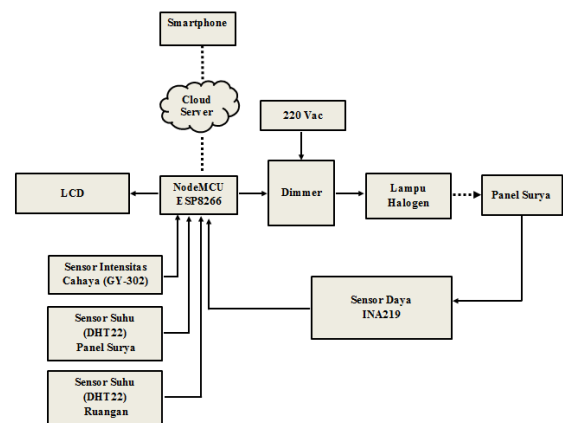 Smartphone
Cloud
Server
220 Vac
LCD
NodeMCU
ESP8266
Dimmer
Lampu
Halogen
Panel Surya
Sensor Intensitas
Cahaya (GY-302)
Sensor Daya
INA219
Sensor Suhu
(DHT22)
Panel Surya
Sensor Suhu
(DHT22)
Ruangan